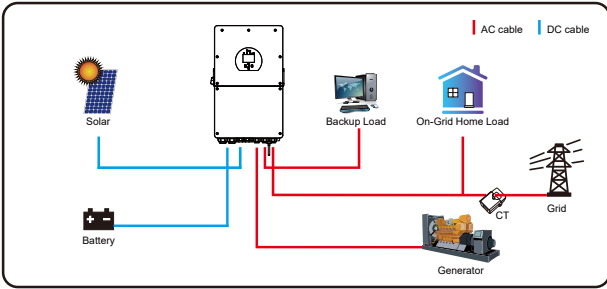 AC cable
DC cable
Solar
Backup Load
On-Grid Home Load
CT
Grid
Battery
Generator